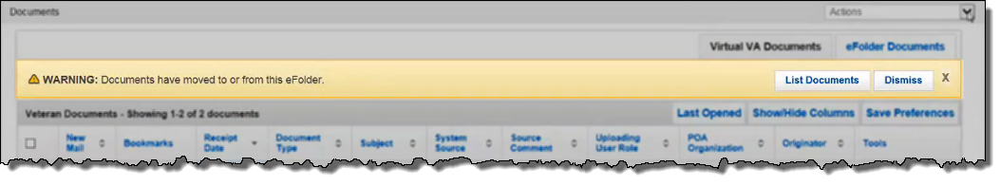 Documents
Actions
Virtual VA Documents
eFolder Documents
WARNING: Documents have moved to or from this eFolder.
List Documents
Dismiss
X
Veteran Documents - Showing 1-2 of 2 documents
Last Opened
Show/Hide Columns
Save Preferences
New Mail
Bookmarks
Receipt Date
Document Type
Subject
System Source
Source Comment
Uploading User Role
POA Organization
Originator
Tools